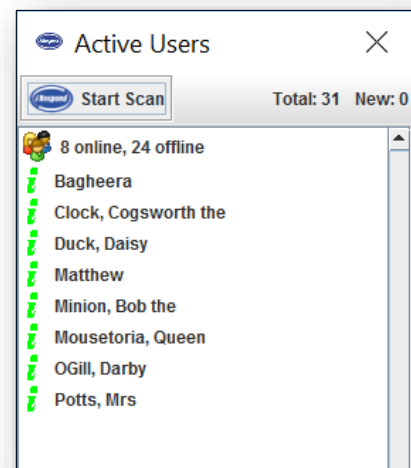 Active Users
iRespond Start Scan Total: 31 New: 0
8 online, 24 offline
Bagheera
Clock, Cogsworth the
Duck, Daisy
Matthew
Minion, Bob the
Mousetoria, Queen
OGill, Darby
Potts, Mrs